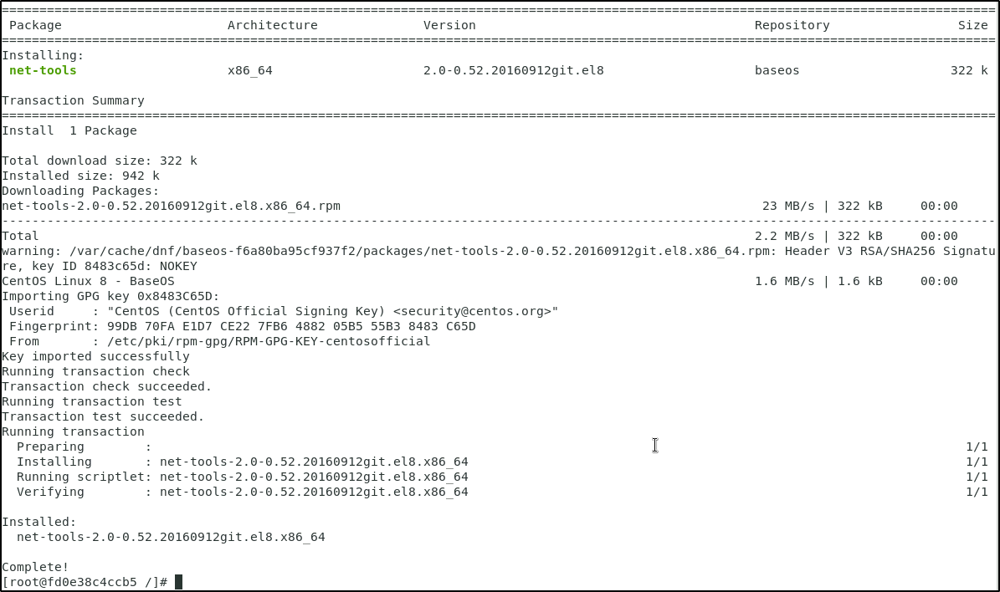 ====================================================================================================================================
 Package                      Architecture              Version                                     Repository                 Size
====================================================================================================================================
Installing:
 net-tools                    x86_64                    2.0-0.52.20160912git.el8                    baseos                    322 k

Transaction Summary
====================================================================================================================================
Install  1 Package

Total download size: 322 k
Installed size: 942 k
Downloading Packages:
net-tools-2.0-0.52.20160912git.el8.x86_64.rpm                                                        23 MB/s | 322 kB     00:00
------------------------------------------------------------------------------------------------------------------------------------
Total                                                                                               2.2 MB/s | 322 kB     00:00
warning: /var/cache/dnf/baseos-f6a80ba95cf937f2/packages/net-tools-2.0-0.52.20160912git.el8.x86_64.rpm: Header V3 RSA/SHA256 Signatu
re, key ID 8483c65d: NOKEY
CentOS Linux 8 - BaseOS                                                                             1.6 MB/s | 1.6 kB     00:00
Importing GPG key 0x8483C65D:
 Userid     : "CentOS (CentOS Official Signing Key) <security@centos.org>"
 Fingerprint: 99DB 70FA E1D7 CE22 7FB6 4882 05B5 55B3 8483 C65D
 From       : /etc/pki/rpm-gpg/RPM-GPG-KEY-centosofficial
Key imported successfully
Running transaction check
Transaction check succeeded.
Running transaction test
Transaction test succeeded.
Running transaction
  Preparing        :                                                                                                            1/1
  Installing       : net-tools-2.0-0.52.20160912git.el8.x86_64                                                                  1/1
  Running scriptlet: net-tools-2.0-0.52.20160912git.el8.x86_64                                                                  1/1
  Verifying        : net-tools-2.0-0.52.20160912git.el8.x86_64                                                                  1/1

Installed:
  net-tools-2.0-0.52.20160912git.el8.x86_64

Complete!
[root@fd0e38c4ccb5 /]#